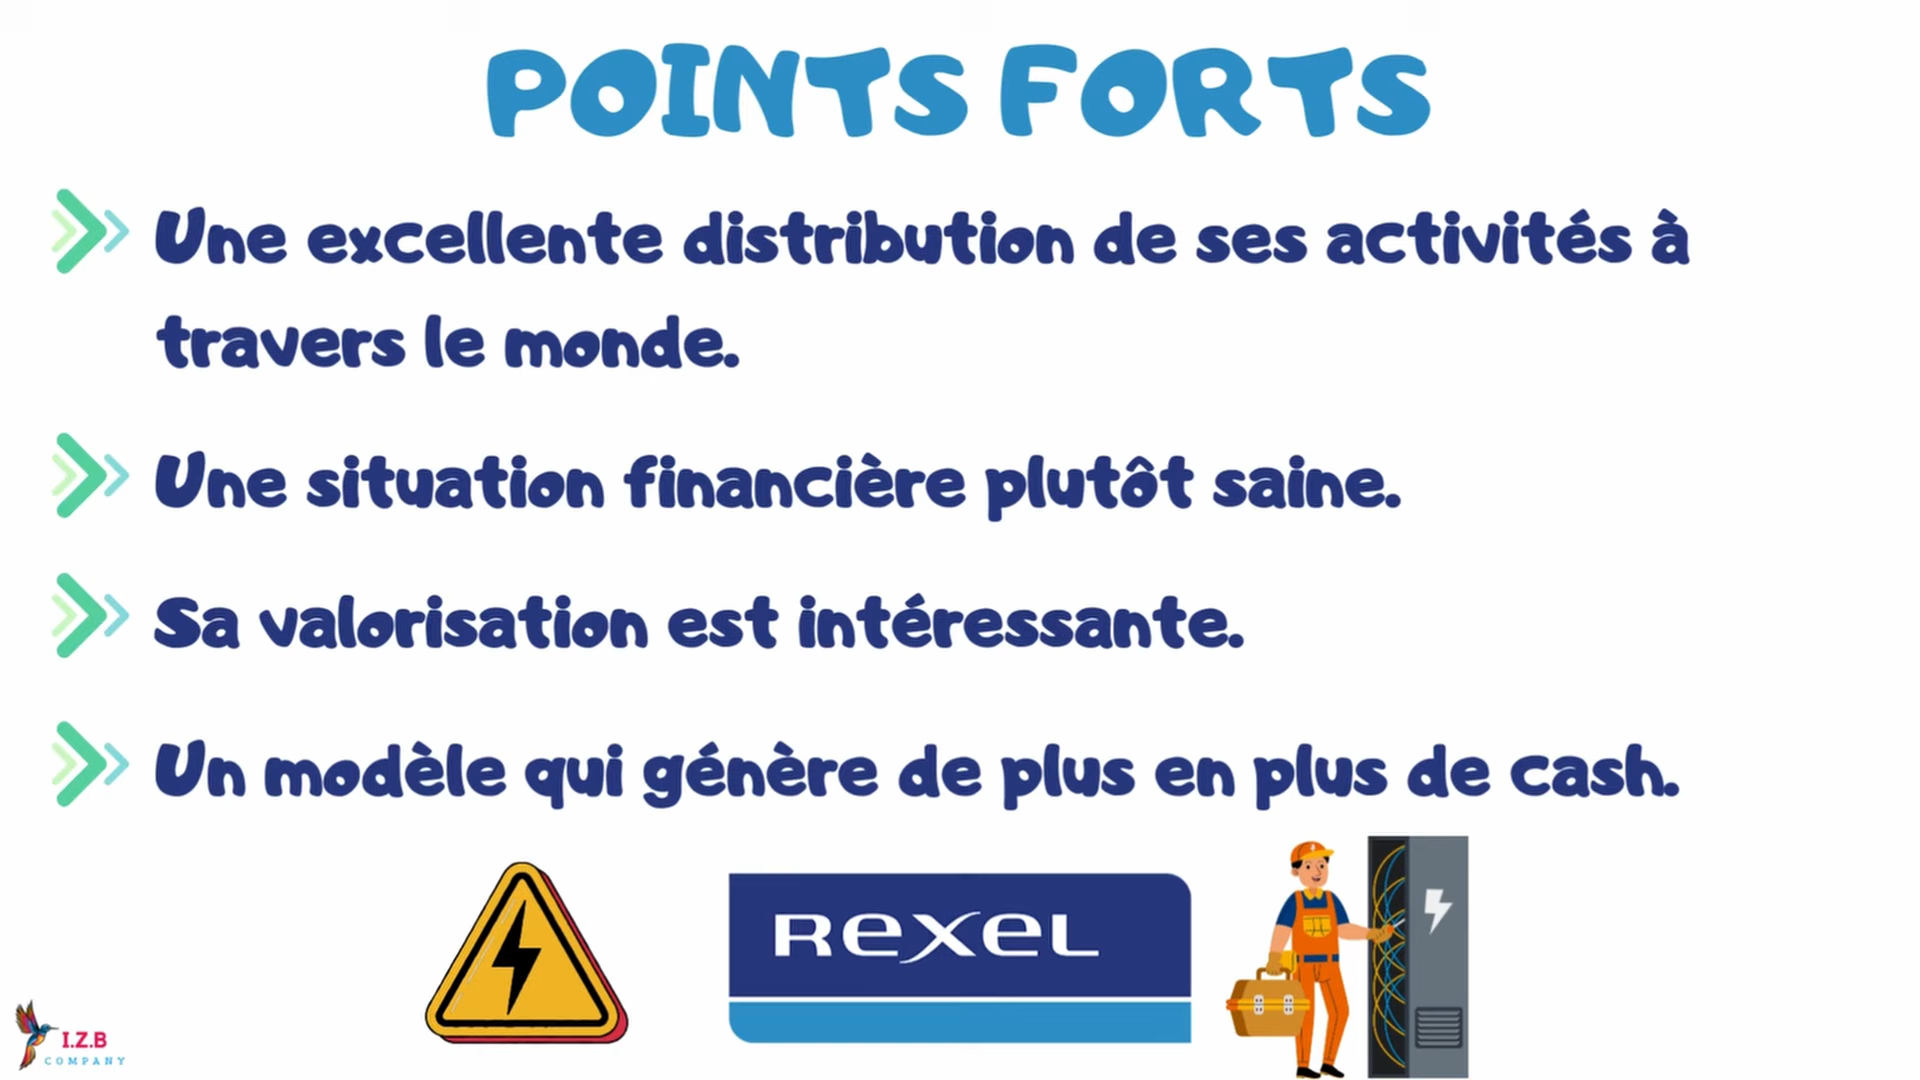 POINTS FORTS
Une excellente distribution de ses activités à
travers le monde.
Une situation financière plutôt saine.
Sa valorisation est intéressante.
Un modèle qui génère de plus en plus de cash.
REXEL
I.Z.B
COMPANY